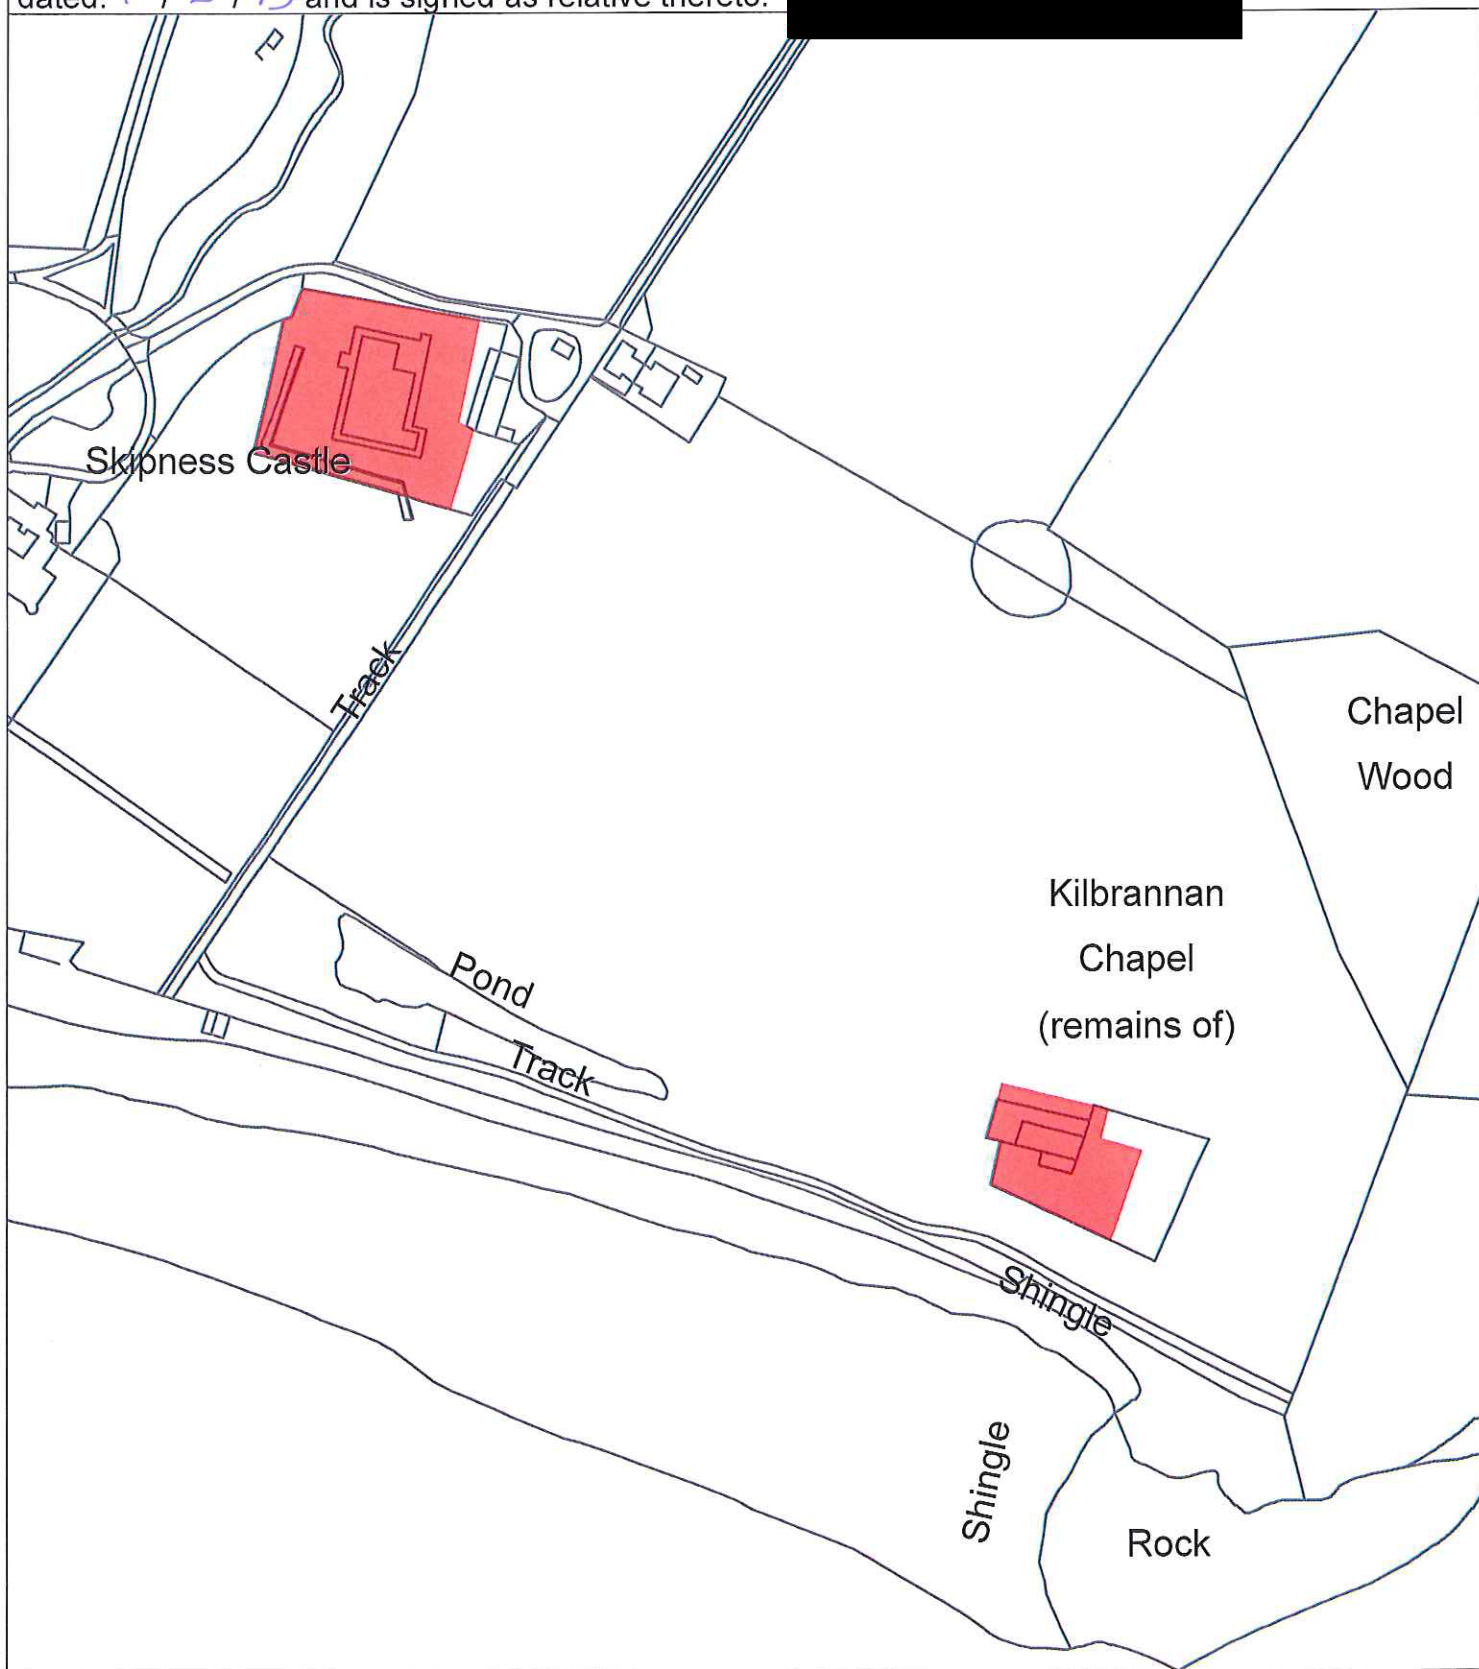 dated: and is signed as relative thereto.
Skipness Castle
Track
Chapel
Wood
Kilbrannan
Chapel
(remains of)
Pond
Track
Shingle
Shingle
Rock